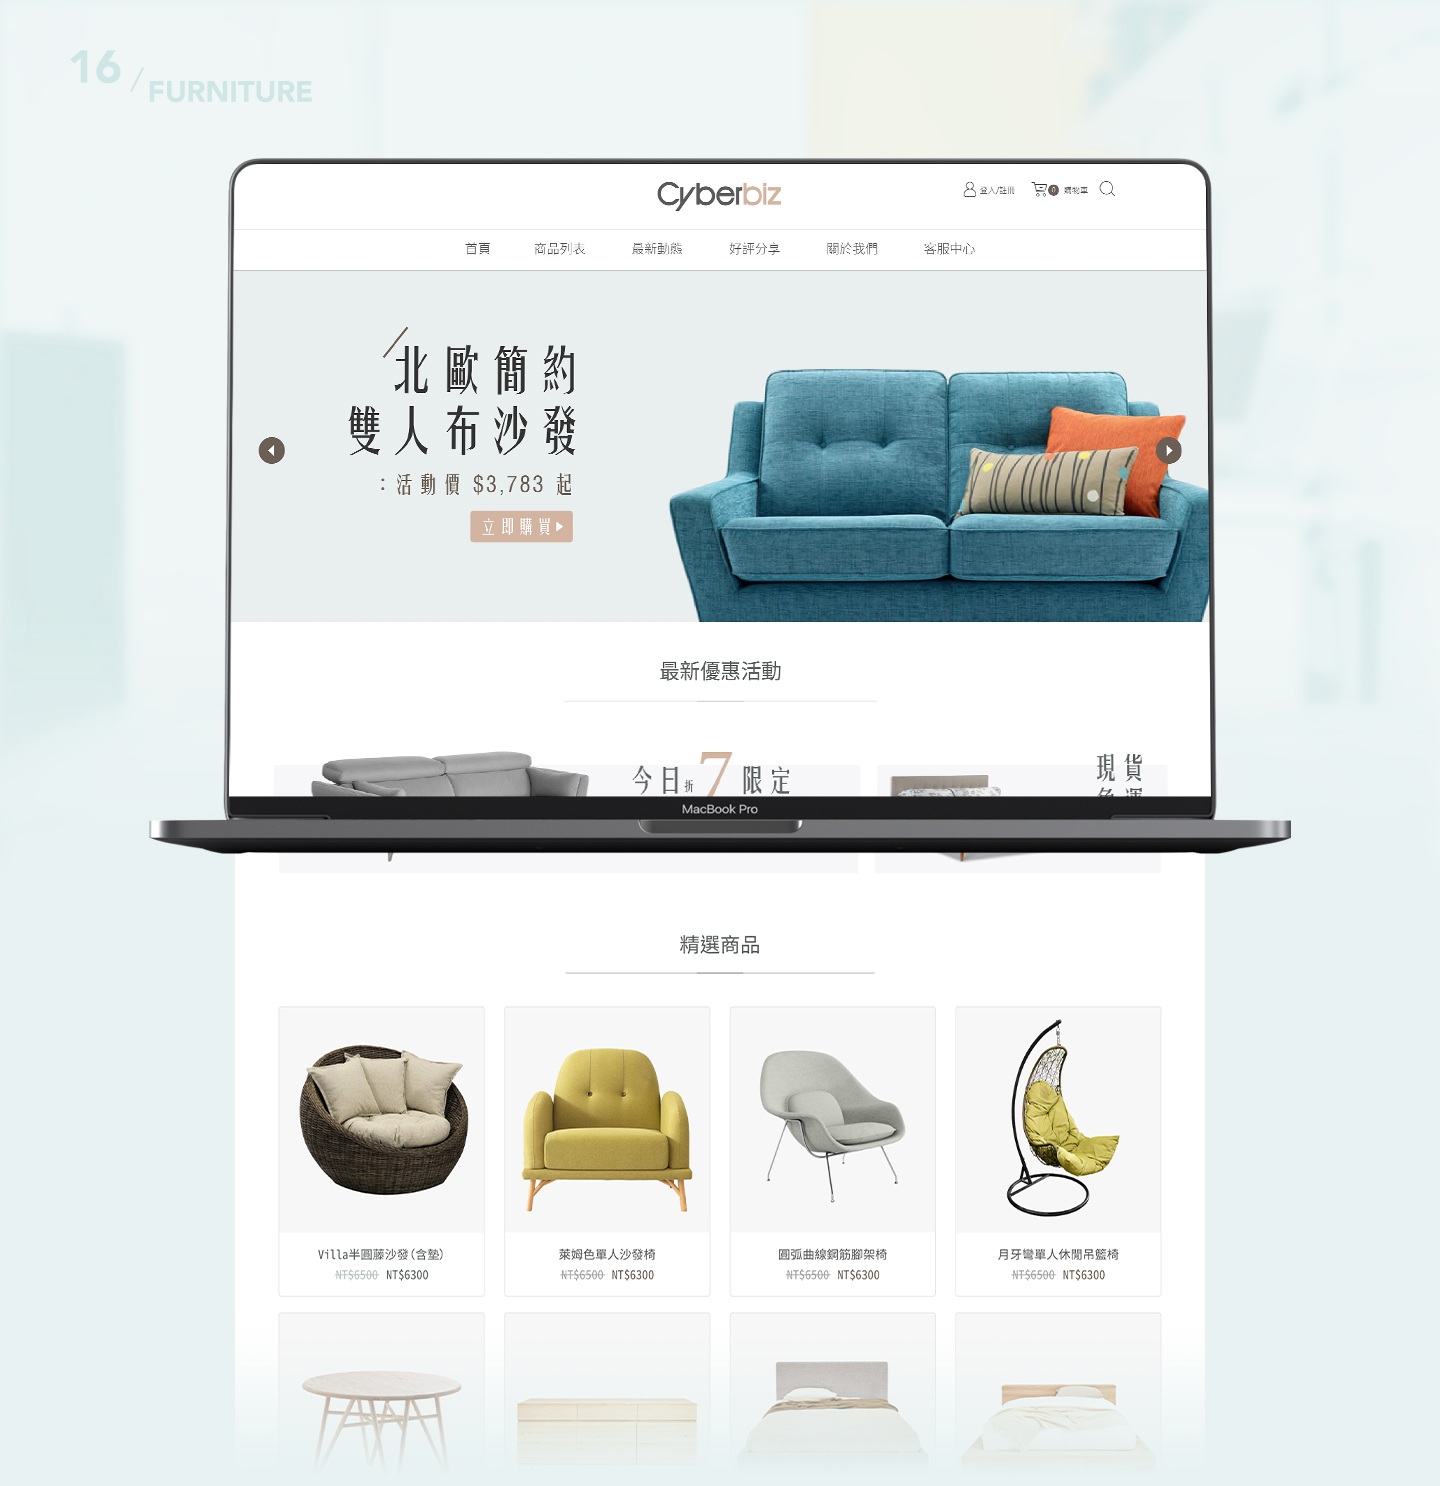 16 / FURNITURE
Cyberbiz
登入/註冊 0 購物車
首頁 商品列表 最新動態 好評分享 關於我們 客服中心
北歐簡約
雙人布沙發
：活動價 $3,783 起
立即購買
最新優惠活動
今日折7限定
現貨
免運
MacBook Pro
精選商品
Villa半圓藤沙發(含墊)
NT$6500 NT$6300
萊姆色單人沙發椅
NT$6500 NT$6300
圓弧曲線鋼筋腳架椅
NT$6500 NT$6300
月牙彎單人休閒吊籃椅
NT$6500 NT$6300